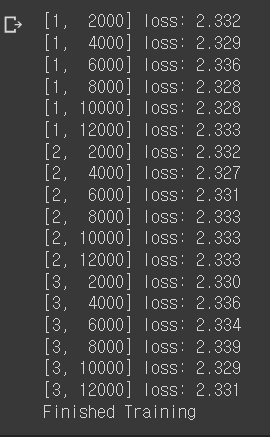 [1,  2000] loss: 2.332
[1,  4000] loss: 2.329
[1,  6000] loss: 2.336
[1,  8000] loss: 2.328
[1, 10000] loss: 2.328
[1, 12000] loss: 2.333
[2,  2000] loss: 2.332
[2,  4000] loss: 2.327
[2,  6000] loss: 2.331
[2,  8000] loss: 2.333
[2, 10000] loss: 2.333
[2, 12000] loss: 2.333
[3,  2000] loss: 2.330
[3,  4000] loss: 2.336
[3,  6000] loss: 2.334
[3,  8000] loss: 2.339
[3, 10000] loss: 2.329
[3, 12000] loss: 2.331
Finished Training